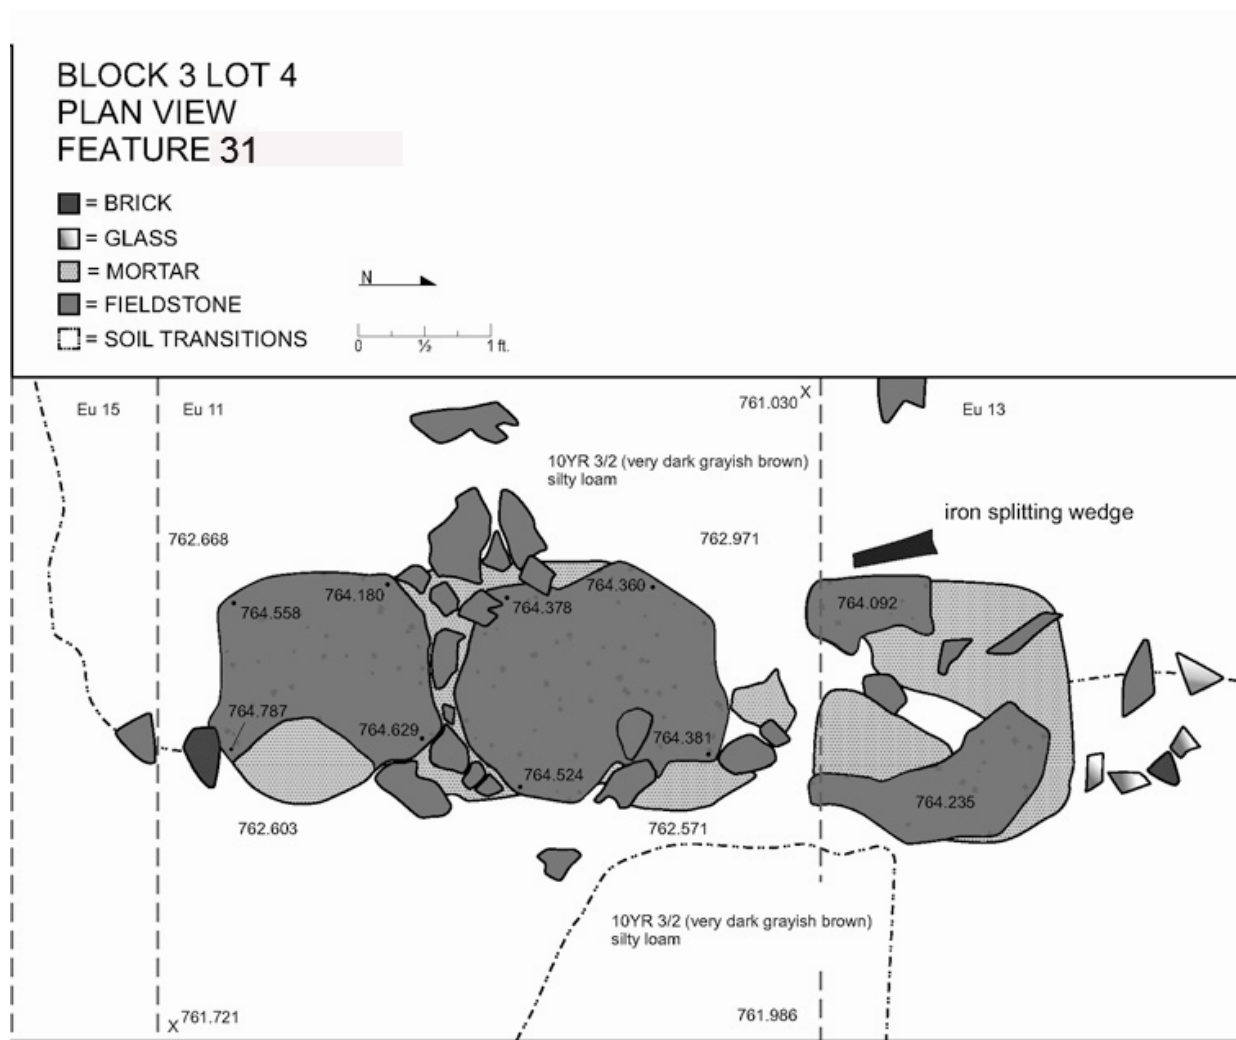 BLOCK 3 LOT 4
PLAN VIEW
FEATURE 31
= BRICK
= GLASS
= MORTAR
= FIELDSTONE
= SOIL TRANSITIONS
N
0 ½ 1 ft.
Eu 15
Eu 11
761.030 X
Eu 13
10YR 3/2 (very dark grayish brown)
silty loam
iron splitting wedge
762.668
762.971
764.180
764.360
764.558
764.378
764.092
764.787
764.629
764.381
764.524
764.235
762.603
762.571
10YR 3/2 (very dark grayish brown)
silty loam
X 761.721
761.986